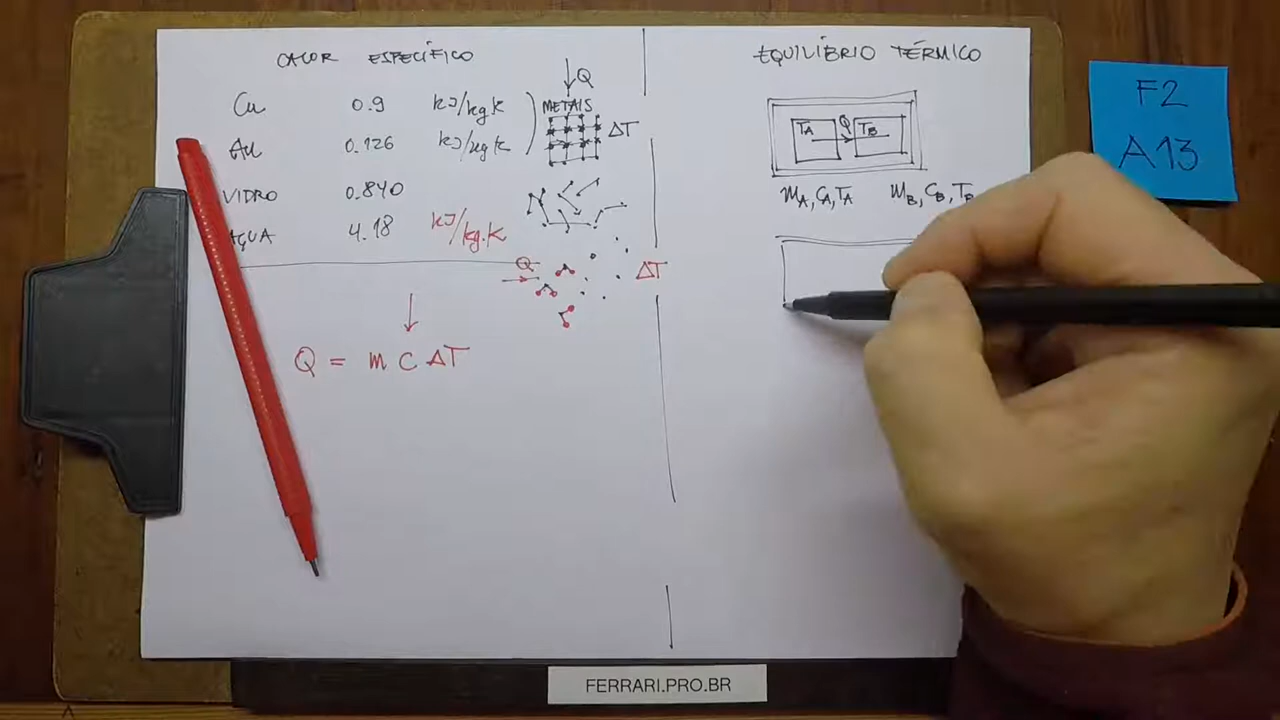 CALOR ESPECÍFICO
Cu 0.9 kJ/kg K
Au 0.126 kJ/kg K
VIDRO 0.840
ÁGUA 4.18 kJ/kg.K
Q
METAIS
ΔT
Q
ΔT
Q = m C ΔT
EQUILÍBRIO TÉRMICO
TA Q TB
mA, CA, TA mB, CB, TB
F2
A13
FERRARI.PRO.BR